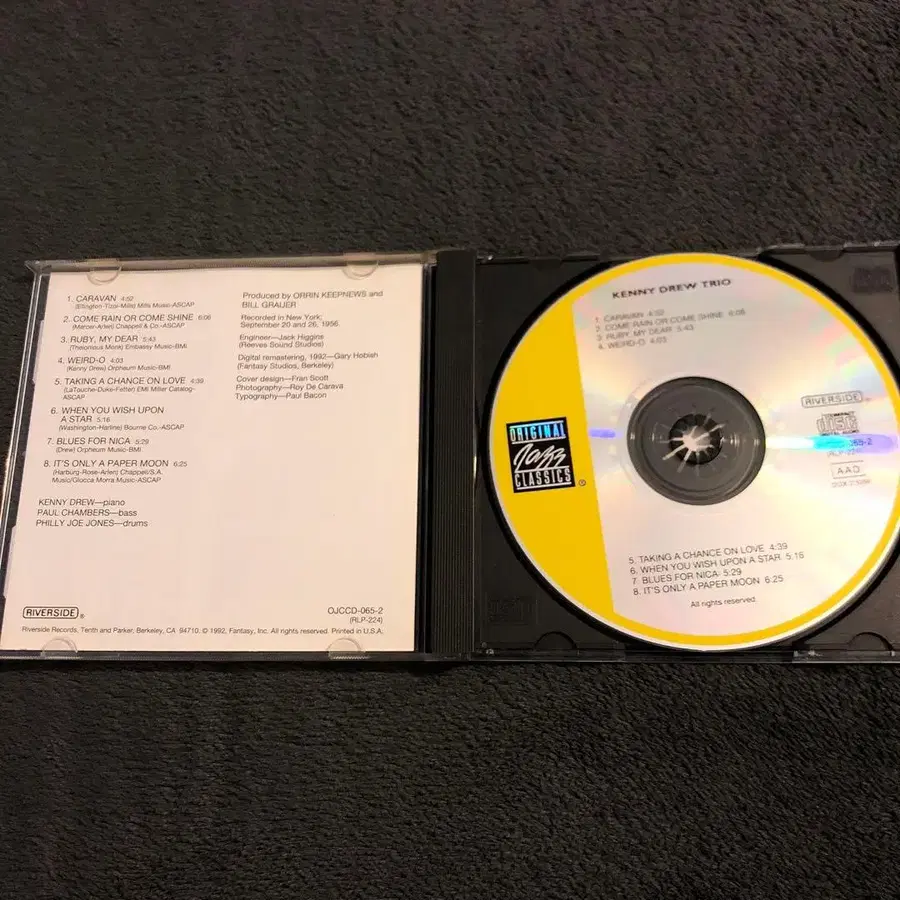 1. CARAVAN 4:52
(Ellington-Tizol-Mills) Mills Music-ASCAP
2. COME RAIN OR COME SHINE 6:06
(Mercer-Arlen) Chappell & Co.-ASCAP
3. RUBY, MY DEAR 5:43
(Thelonious Monk) Embassy Music-BMI
4. WEIRD-O 4:03
(Kenny Drew) Orpheum Music-BMI
5. TAKING A CHANCE ON LOVE 4:39
(LaTouche-Duke-Fetter) EMI Miller Catalog-
ASCAP
6. WHEN YOU WISH UPON
A STAR 5:16
(Washington-Harline) Bourne Co.-ASCAP
7. BLUES FOR NICA 5:29
(Drew) Orpheum Music-BMI
8. IT'S ONLY A PAPER MOON 6:25
(Harburg-Rose-Arlen) Chappell/S.A.
Music/Glocca Morra Music-ASCAP
KENNY DREW—piano
PAUL CHAMBERS—bass
PHILLY JOE JONES—drums
Produced by ORRIN KEEPNEWS and
BILL GRAUER
Recorded in New York;
September 20 and 26, 1956
Engineer—Jack Higgins
(Reeves Sound Studios)
Digital remastering, 1992—Gary Hobish
(Fantasy Studios, Berkeley)
Cover design—Fran Scott
Photography—Roy De Carava
Typography—Paul Bacon
RIVERSIDE ®
OJCCD-065-2
(RLP-224)
Riverside Records, Tenth and Parker, Berkeley, CA 94710. © 1992, Fantasy, Inc. All rights reserved. Printed in U.S.A.
KENNY DREW TRIO
1. CARAVAN 4:52
2. COME RAIN OR COME SHINE 6:06
3. RUBY, MY DEAR 5:43
4. WEIRD-O 4:03
RIVERSIDE ®
COMPACT
disc
DIGITAL AUDIO
065-2
(RLP-224)
AAD
ORIGINAL
Jazz
CLASSICS ®
5. TAKING A CHANCE ON LOVE 4:39
6. WHEN YOU WISH UPON A STAR 5:16
7. BLUES FOR NICA 5:29
8. IT'S ONLY A PAPER MOON 6:25
All rights reserved.